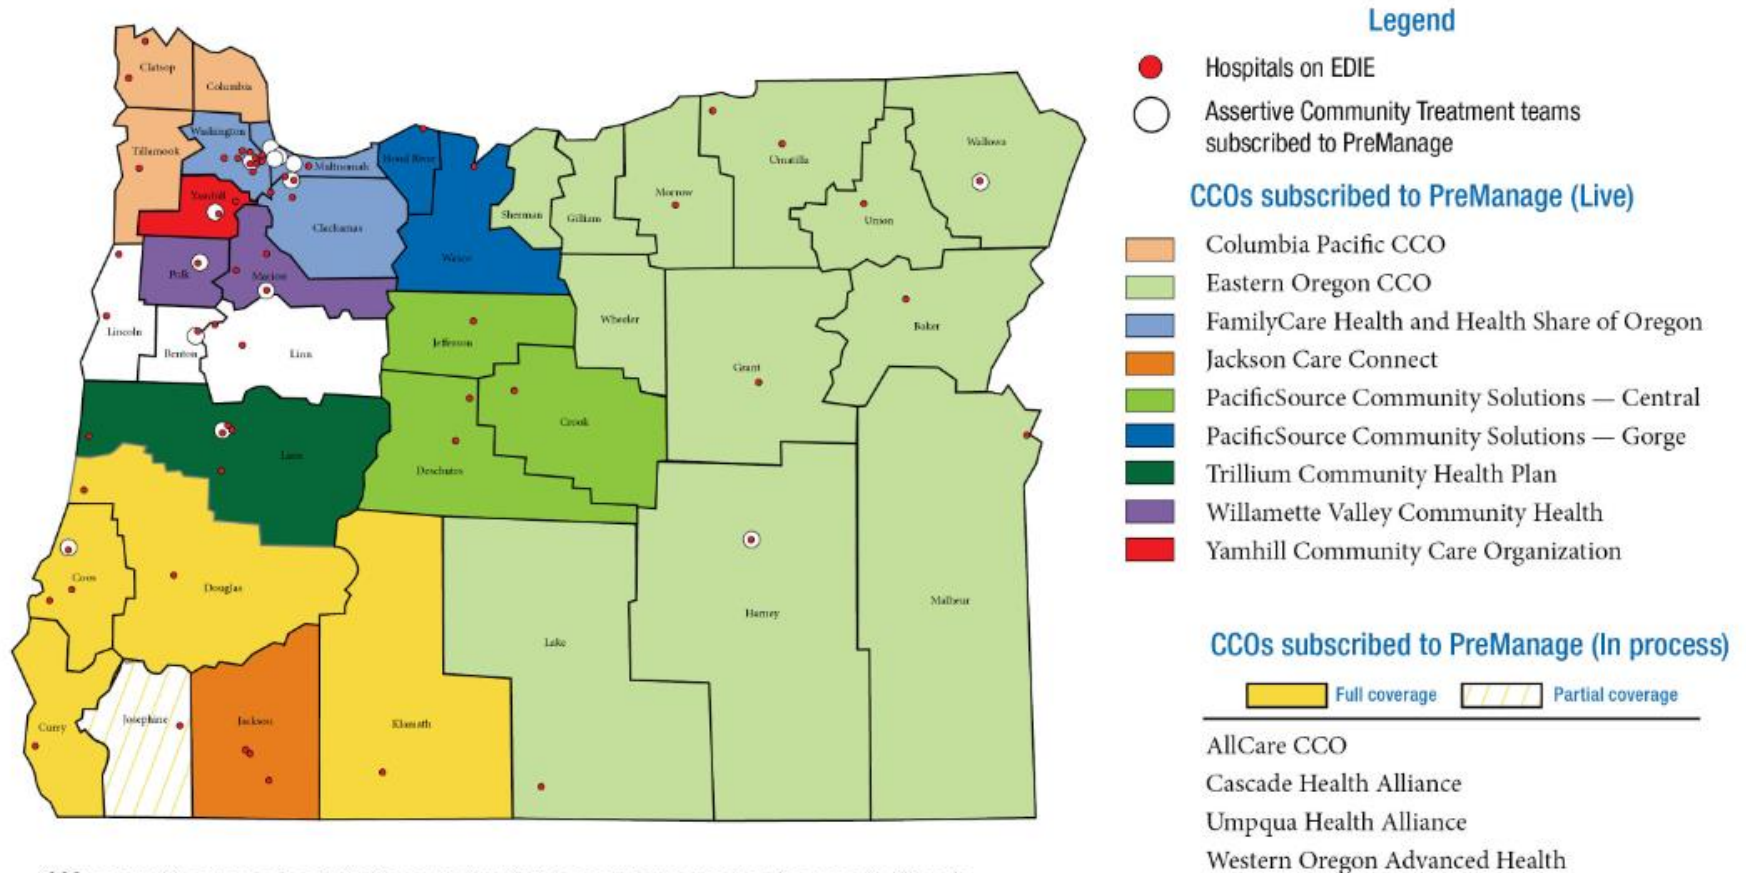 Legend
Hospitals on EDIE
Assertive Community Treatment teams
subscribed to PreManage
CCOs subscribed to PreManage (Live)
Columbia Pacific CCO
Eastern Oregon CCO
FamilyCare Health and Health Share of Oregon
Jackson Care Connect
PacificSource Community Solutions — Central
PacificSource Community Solutions — Gorge
Trillium Community Health Plan
Willamette Valley Community Health
Yamhill Community Care Organization
CCOs subscribed to PreManage (In process)
Full coverage
Partial coverage
AllCare CCO
Cascade Health Alliance
Umpqua Health Alliance
Western Oregon Advanced Health
Clatsop
Columbia
Washington
Tillamook
Multnomah
Hood River
Yamhill
Clackamas
Sherman
Gilliam
Morrow
Umatilla
Union
Wallowa
Polk
Marion
Wasco
Lincoln
Benton
Linn
Jefferson
Wheeler
Grant
Baker
Crook
Lane
Deschutes
Coos
Douglas
Lake
Harney
Malheur
Curry
Josephine
Jackson
Klamath